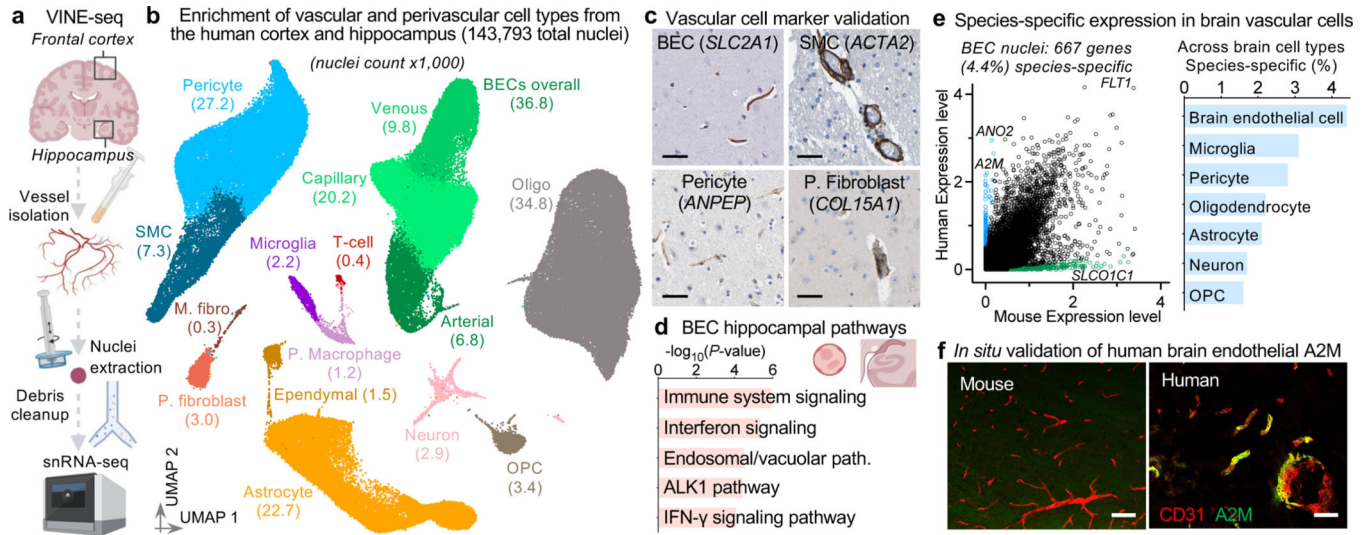 a VINE-seq
Frontal cortex
Hippocampus
Vessel
isolation
Nuclei
extraction
Debris
cleanup
snRNA-seq
b Enrichment of vascular and perivascular cell types from
the human cortex and hippocampus (143,793 total nuclei)
(nuclei count x1,000)
Pericyte
(27.2)
BECs overall
(36.8)
Venous
(9.8)
Capillary
(20.2)
Oligo
(34.8)
SMC
(7.3)
Microglia
(2.2)
T-cell
(0.4)
M. fibro.
(0.3)
Arterial
(6.8)
P. Macrophage
(1.2)
P. fibroblast
(3.0)
Ependymal (1.5)
Neuron
(2.9)
OPC
(3.4)
Astrocyte
(22.7)
UMAP 2
UMAP 1
c Vascular cell marker validation
BEC (SLC2A1)
SMC (ACTA2)
Pericyte
(ANPEP)
P. Fibroblast
(COL15A1)
d BEC hippocampal pathways
-log10(P-value)
0 2 4 6
Immune system signaling
Interferon signaling
Endosomal/vacuolar path.
ALK1 pathway
IFN-γ signaling pathway
e Species-specific expression in brain vascular cells
BEC nuclei: 667 genes
(4.4%) species-specific
FLT1
ANO2
A2M
SLCO1C1
Human Expression level
4
2
0
0 2 4
Mouse Expression level
Across brain cell types
Species-specific (%)
0 1 2 3 4
Brain endothelial cell
Microglia
Pericyte
Oligodendrocyte
Astrocyte
Neuron
OPC
f In situ validation of human brain endothelial A2M
Mouse
Human
CD31 A2M